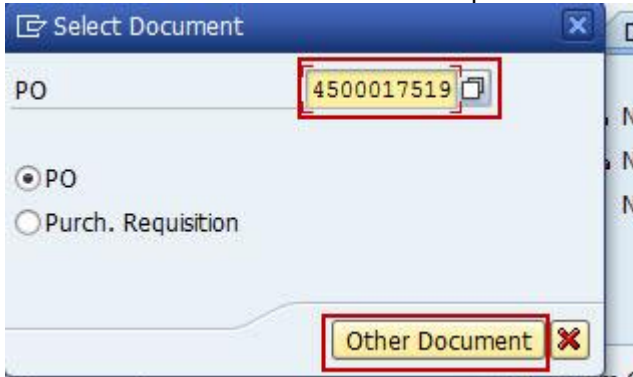 Select Document
PO 4500017519
PO
Purch. Requisition
Other Document